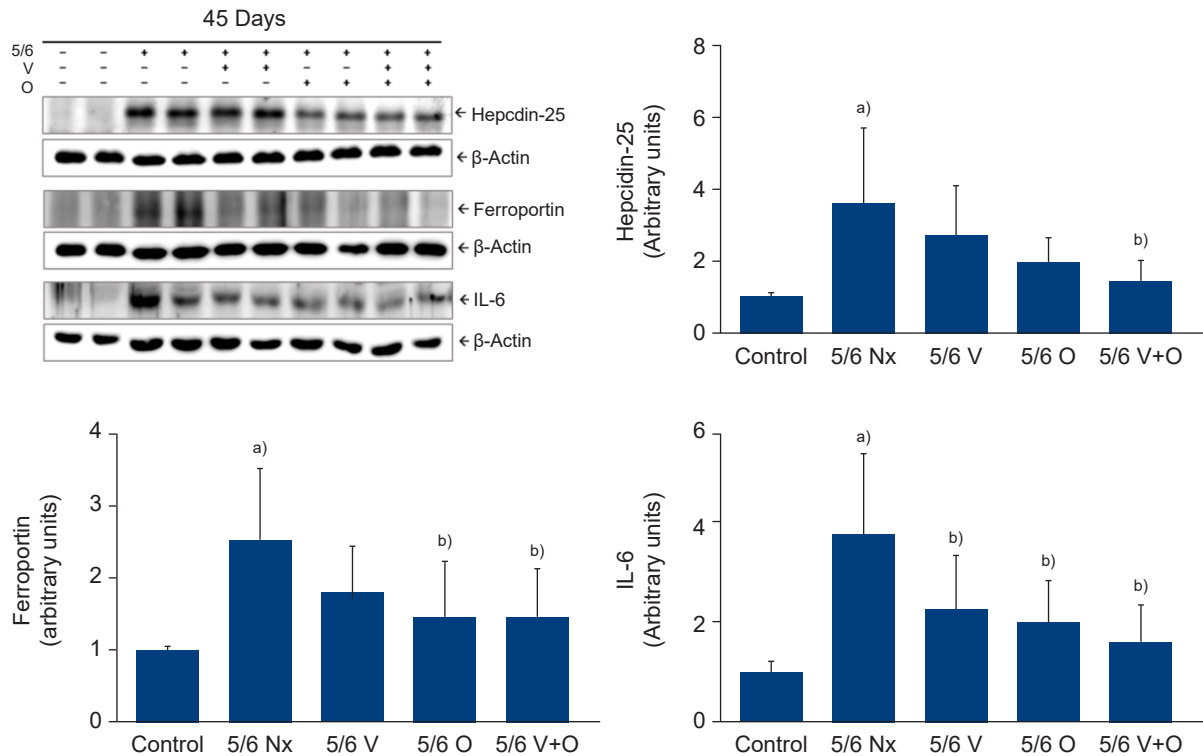 45 Days
5/6 – – + + + + + + + +
V – – – – + + – – + +
O – – – – – – + + + +
← Hepcdin-25
← β-Actin
← Ferroportin
← β-Actin
← IL-6
← β-Actin
Hepcidin-25
(Arbitrary units)
8
6
4
2
0
a)
b)
Control 5/6 Nx 5/6 V 5/6 O 5/6 V+O
Ferroportin
(arbitrary units)
4
3
2
1
0
a)
b)
b)
Control 5/6 Nx 5/6 V 5/6 O 5/6 V+O
IL-6
(Arbitrary units)
6
4
2
0
a)
b)
b)
b)
Control 5/6 Nx 5/6 V 5/6 O 5/6 V+O